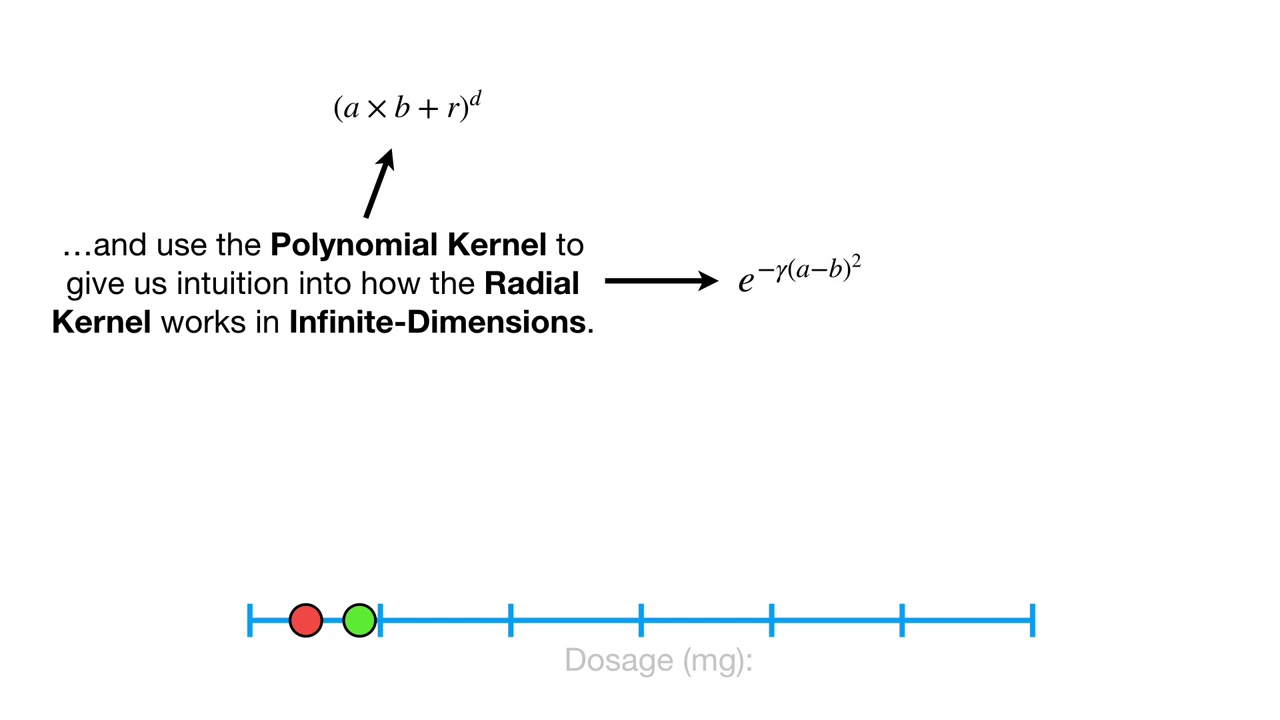 (a × b + r)^d
…and use the Polynomial Kernel to
give us intuition into how the Radial
Kernel works in Infinite-Dimensions.
e^{−γ(a−b)^2}
Dosage (mg):